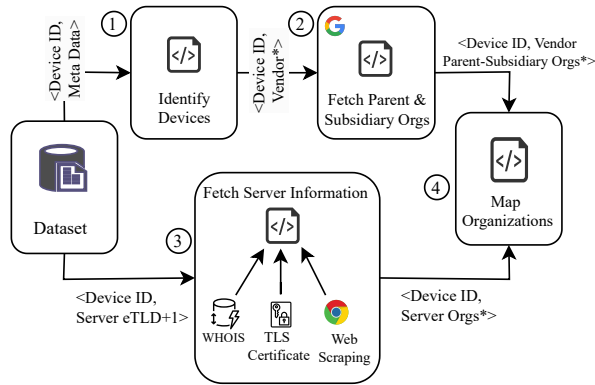 1
<Device ID,
Meta Data>
</>
Identify
Devices
<Device ID,
Vendor*>
2
</>
Fetch Parent &
Subsidiary Orgs
<Device ID, Vendor
Parent-Subsidiary Orgs*>
Dataset
3
Fetch Server Information
</>
WHOIS
TLS
Certificate
Web
Scraping
<Device ID,
Server eTLD+1>
<Device ID,
Server Orgs*>
4
</>
Map
Organizations